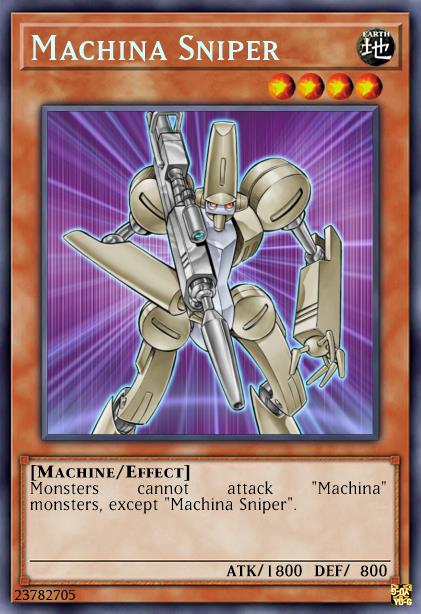 Machina Sniper
EARTH
地
[Machine/Effect]
Monsters cannot attack "Machina"
monsters, except "Machina Sniper".
ATK/1800 DEF/ 800
23782705